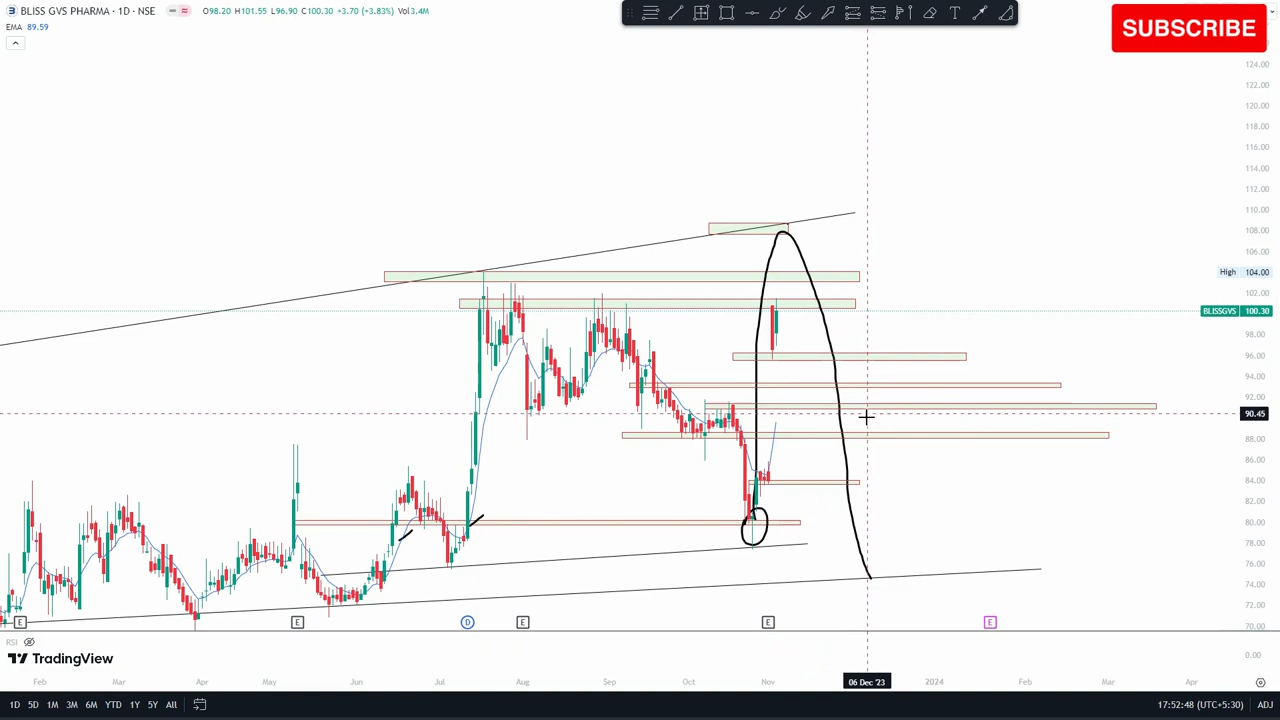 BLISS GVS PHARMA · 1D · NSE O98.20 H101.55 L96.90 C100.30 +3.70 (+3.83%) Vol3.4M
EMA 89.59
SUBSCRIBE
124.00
122.00
120.00
118.00
116.00
114.00
112.00
110.00
108.00
106.00
High 104.00
102.00
BLISSGVS 100.30
98.00
96.00
94.00
92.00
90.45
88.00
86.00
84.00
82.00
80.00
78.00
76.00
74.00
72.00
70.00
E E D E E E
RSI
0.00
TradingView
Feb Mar Apr May Jun Jul Aug Sep Oct Nov 06 Dec '23 2024 Feb Mar Apr
1D 5D 1M 3M 6M YTD 1Y 5Y All 17:52:48 (UTC+5:30) ADJ